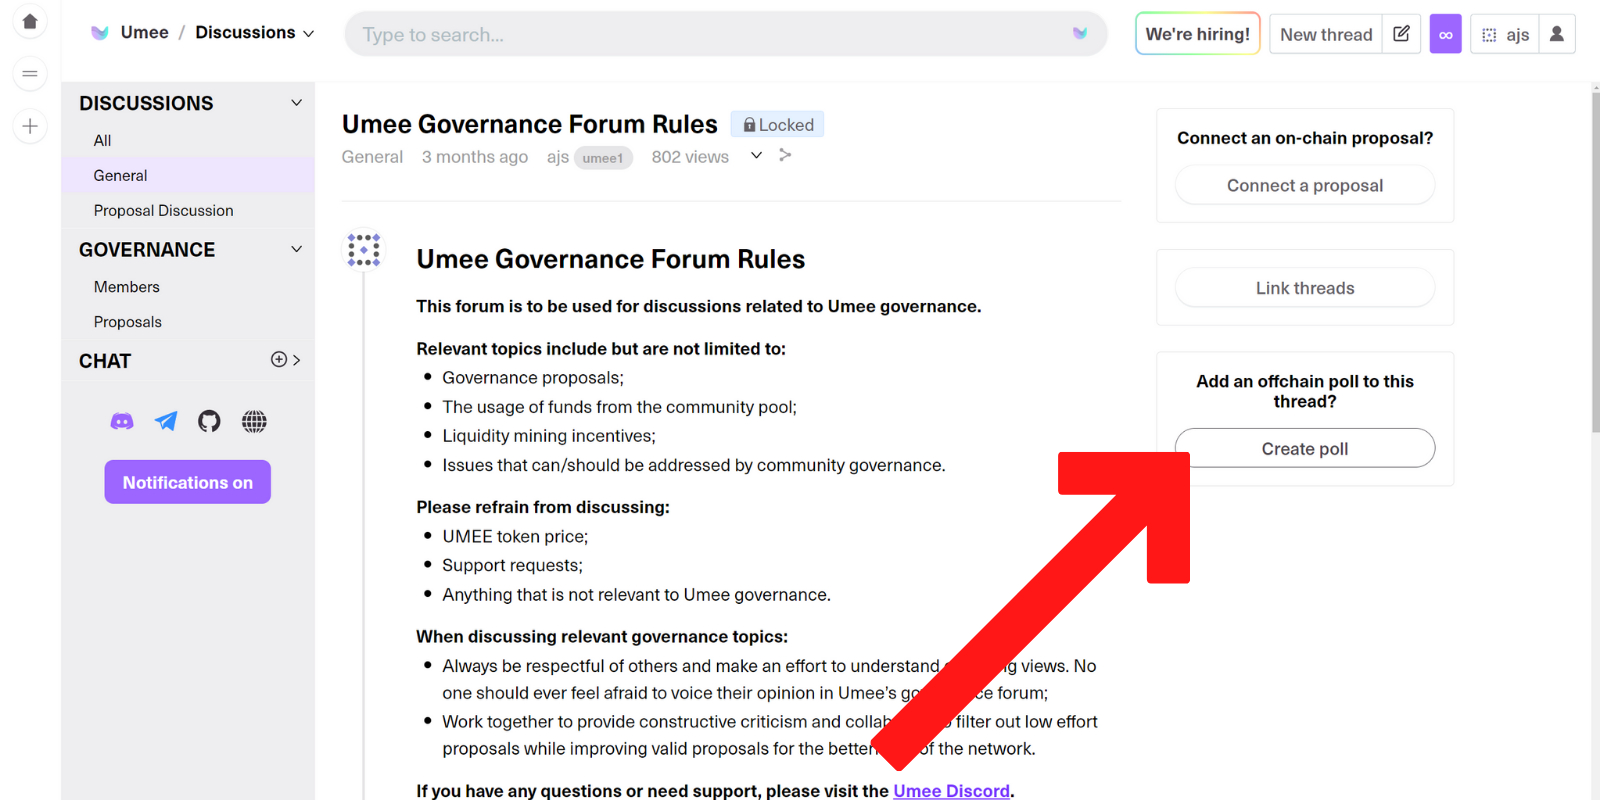 Umee / Discussions
Type to search...
We're hiring!
New thread
∞
ajs
DISCUSSIONS
All
General
Proposal Discussion
GOVERNANCE
Members
Proposals
CHAT
Notifications on
Umee Governance Forum Rules
Locked
General 3 months ago ajs umee1 802 views
Umee Governance Forum Rules
This forum is to be used for discussions related to Umee governance.
Relevant topics include but are not limited to:
• Governance proposals;
• The usage of funds from the community pool;
• Liquidity mining incentives;
• Issues that can/should be addressed by community governance.
Please refrain from discussing:
• UMEE token price;
• Support requests;
• Anything that is not relevant to Umee governance.
When discussing relevant governance topics:
• Always be respectful of others and make an effort to understand views. No
one should ever feel afraid to voice their opinion in Umee's forum;
• Work together to provide constructive criticism and filter out low effort
proposals while improving valid proposals for the of the network.
If you have any questions or need support, please visit the Umee Discord.
Connect an on-chain proposal?
Connect a proposal
Link threads
Add an offchain poll to this
thread?
Create poll